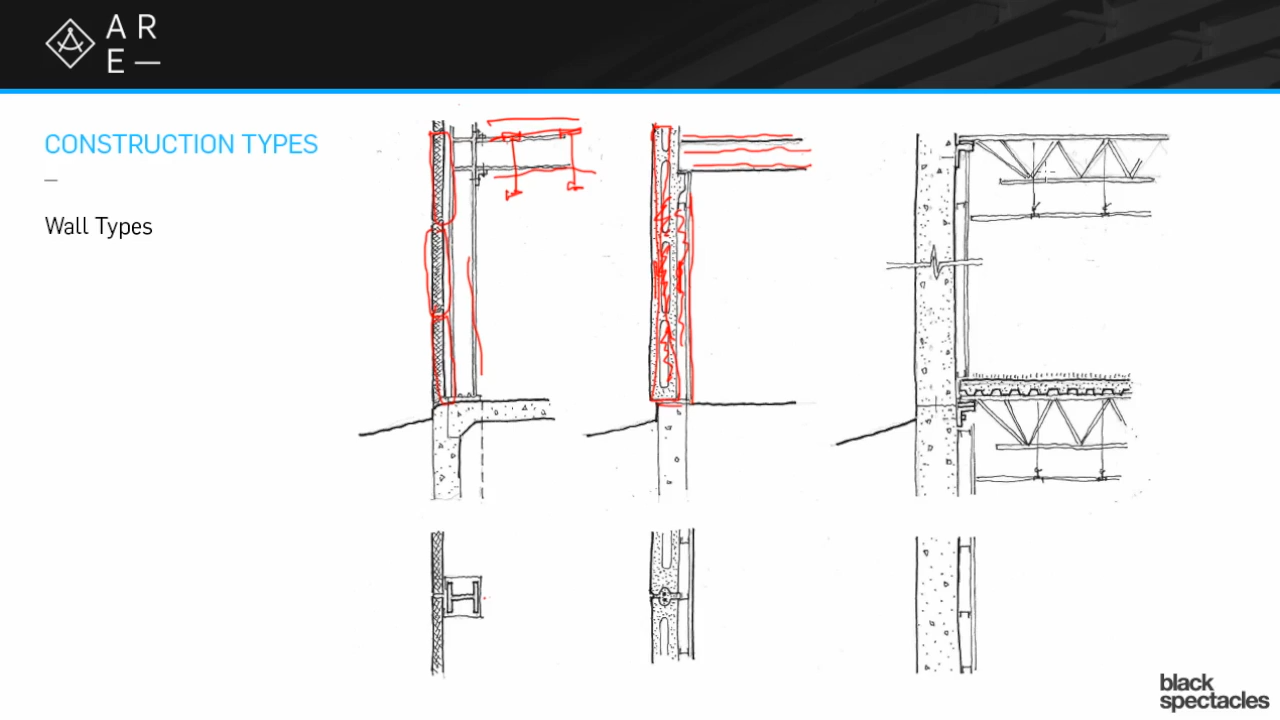 A R
E —
CONSTRUCTION TYPES
—
Wall Types
black
spectacles